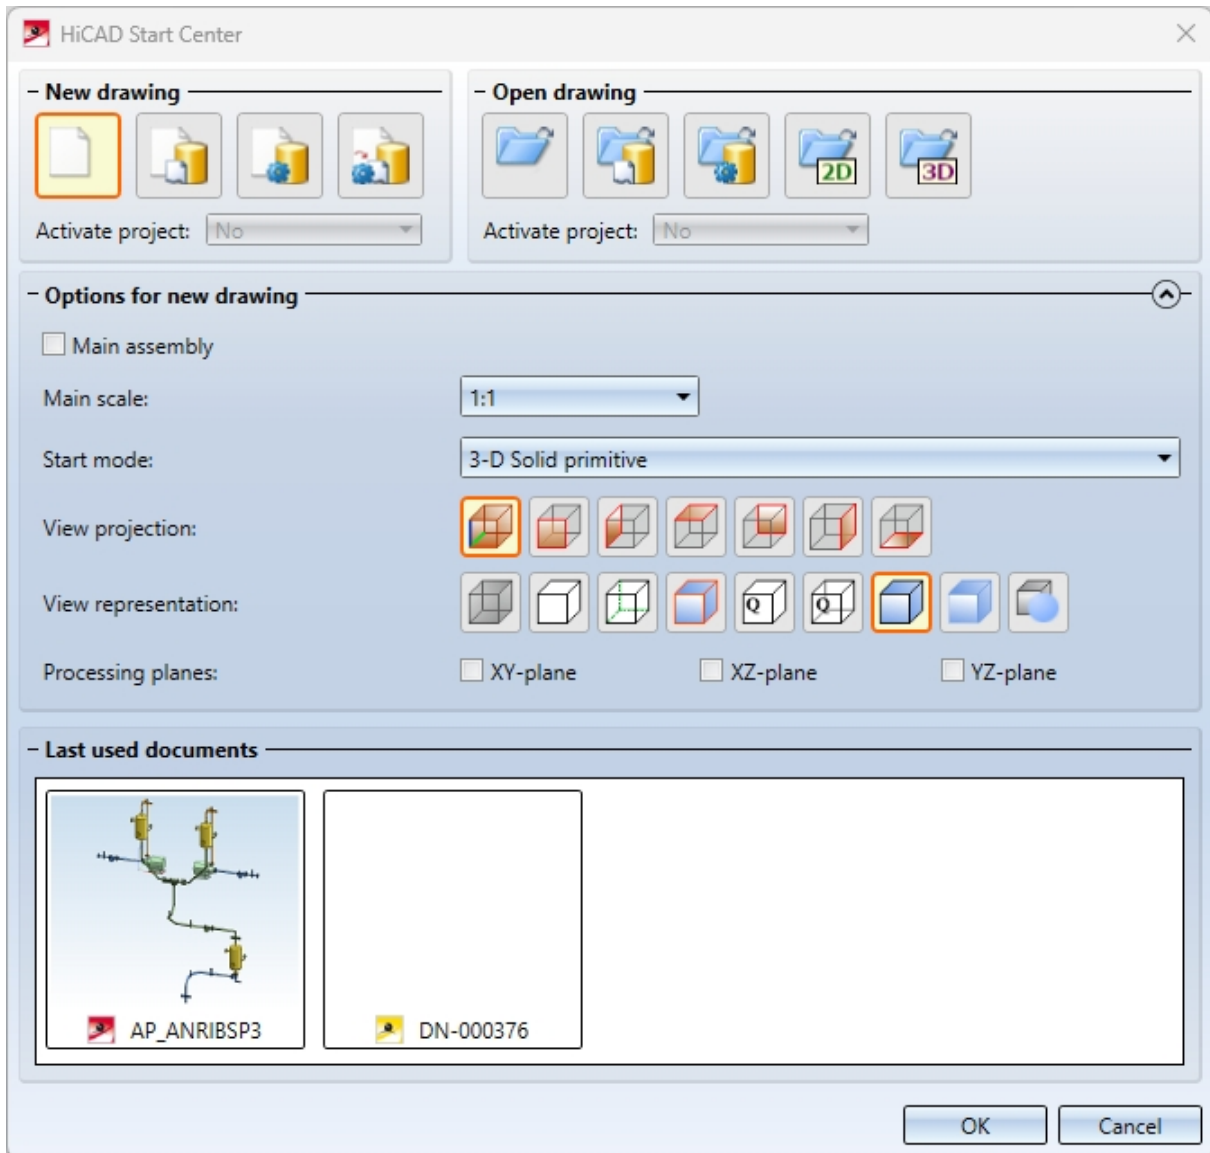 HiCAD Start Center
New drawing
Activate project: No
Open drawing
2D
3D
Activate project: No
Options for new drawing
Main assembly
Main scale: 1:1
Start mode: 3-D Solid primitive
View projection:
View representation:
Q
Q
Processing planes: XY-plane XZ-plane YZ-plane
Last used documents
AP_ANRIBSP3
DN-000376
OK Cancel